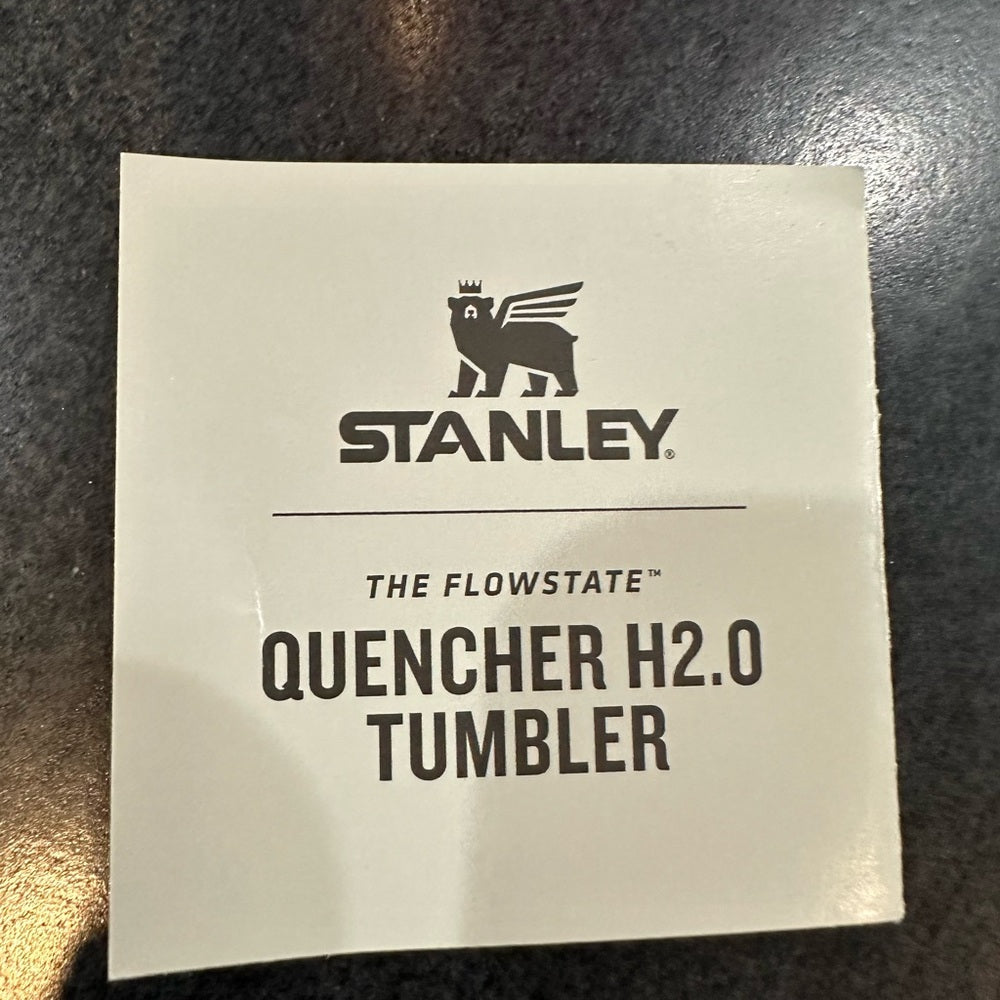 STANLEY®
THE FLOWSTATE™
QUENCHER H2.0
TUMBLER